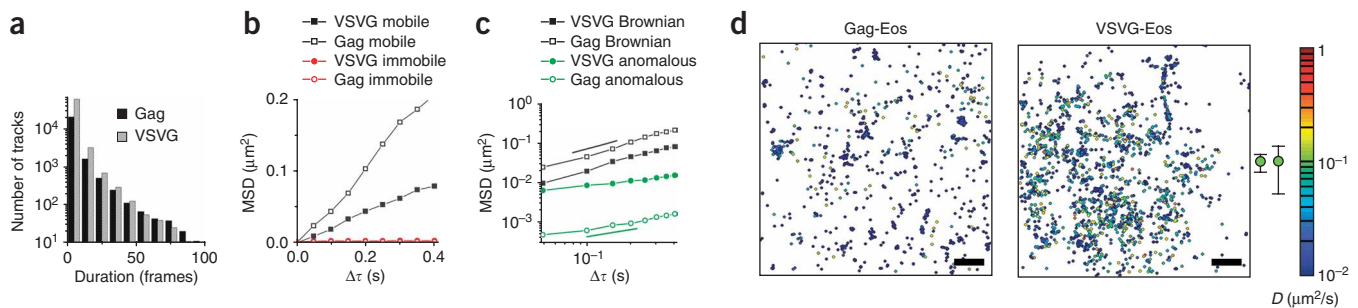 a
Number of tracks
10⁴
10³
10²
10¹
Gag
VSVG
0
50
100
Duration (frames)
b
VSVG mobile
Gag mobile
VSVG immobile
Gag immobile
MSD (μm²)
0.2
0.1
0.0
0.0
0.2
0.4
Δτ (s)
c
VSVG Brownian
Gag Brownian
VSVG anomalous
Gag anomalous
MSD (μm²)
10⁰
10⁻¹
10⁻²
10⁻³
10⁻¹
Δτ (s)
d
Gag-Eos
VSVG-Eos
1
10⁻¹
10⁻²
D (μm²/s)